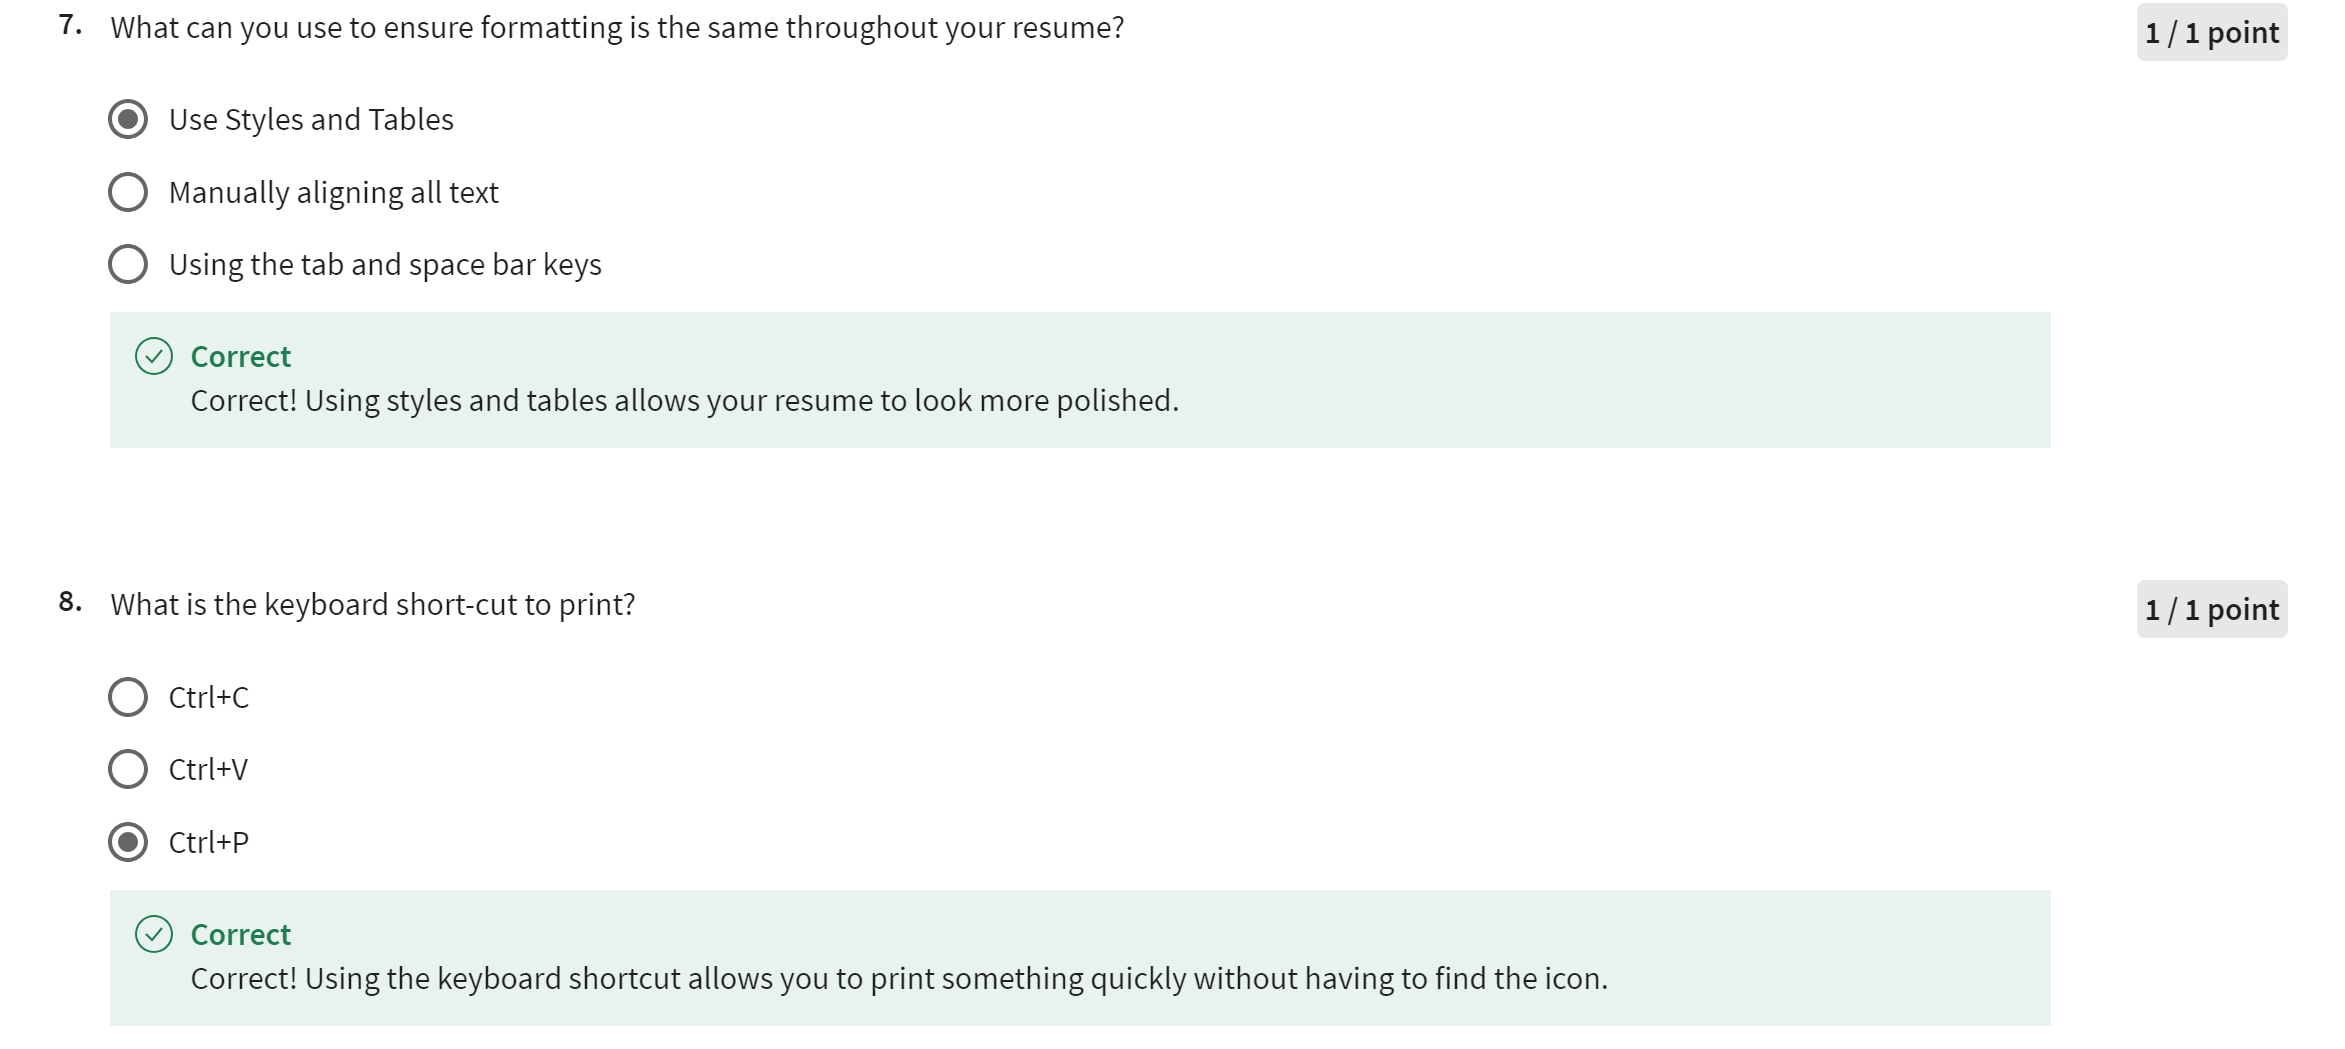 7. What can you use to ensure formatting is the same throughout your resume?
1 / 1 point
Use Styles and Tables
Manually aligning all text
Using the tab and space bar keys
Correct
Correct! Using styles and tables allows your resume to look more polished.
8. What is the keyboard short-cut to print?
1 / 1 point
Ctrl+C
Ctrl+V
Ctrl+P
Correct
Correct! Using the keyboard shortcut allows you to print something quickly without having to find the icon.